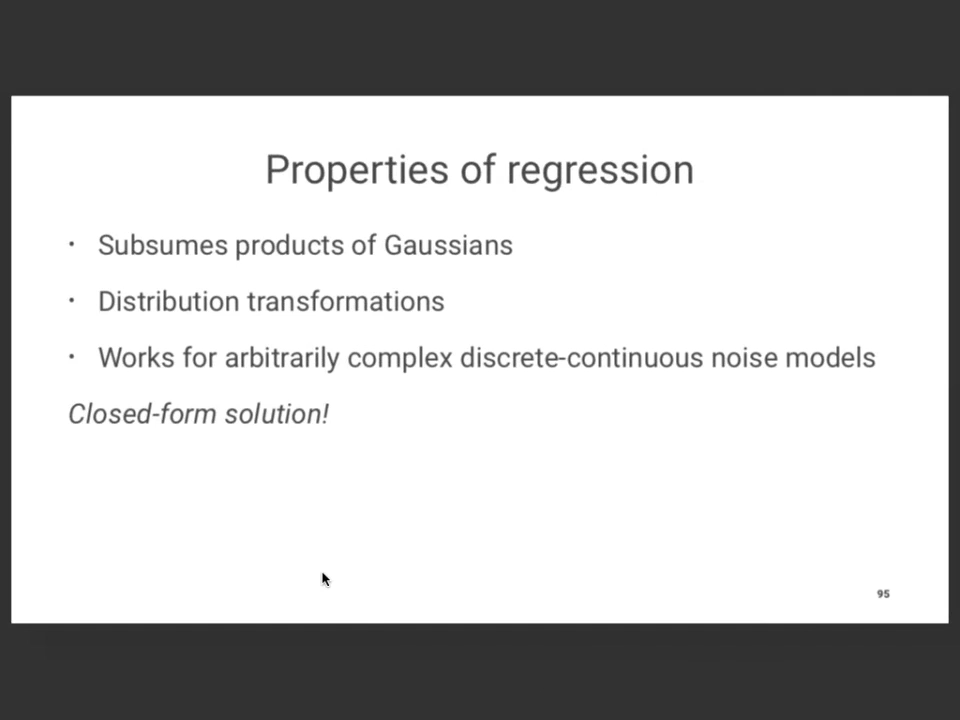 Properties of regression
• Subsumes products of Gaussians
• Distribution transformations
• Works for arbitrarily complex discrete-continuous noise models
Closed-form solution!
95